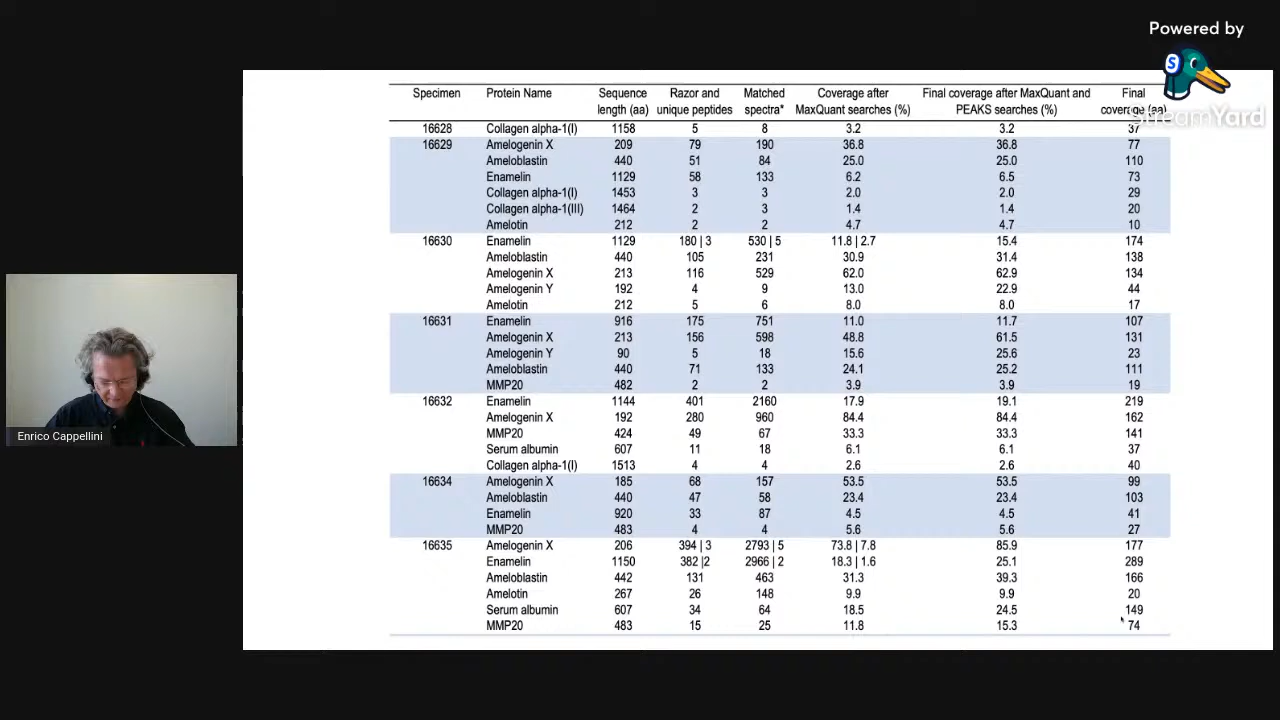 Powered by
StreamYard
Specimen Protein Name Sequence length (aa) Razor and unique peptides Matched spectra* Coverage after MaxQuant searches (%) Final coverage after MaxQuant and PEAKS searches (%) Final coverage (aa)
16628 Collagen alpha-1(I) 1158 5 8 3.2 3.2 37
16629 Amelogenin X 209 79 190 36.8 36.8 77
Ameloblastin 440 51 84 25.0 25.0 110
Enamelin 1129 58 133 6.2 6.5 73
Collagen alpha-1(I) 1453 3 3 2.0 2.0 29
Collagen alpha-1(III) 1464 2 3 1.4 1.4 20
Amelotin 212 2 2 4.7 4.7 10
16630 Enamelin 1129 180 | 3 530 | 5 11.8 | 2.7 15.4 174
Ameloblastin 440 105 231 30.9 31.4 138
Amelogenin X 213 116 529 62.0 62.9 134
Amelogenin Y 192 4 9 13.0 22.9 44
Amelotin 212 5 6 8.0 8.0 17
16631 Enamelin 916 175 751 11.0 11.7 107
Amelogenin X 213 156 598 48.8 61.5 131
Amelogenin Y 90 5 18 15.6 25.6 23
Ameloblastin 440 71 133 24.1 25.2 111
MMP20 482 2 2 3.9 3.9 19
16632 Enamelin 1144 401 2160 17.9 19.1 219
Amelogenin X 192 280 960 84.4 84.4 162
MMP20 424 49 67 33.3 33.3 141
Serum albumin 607 11 18 6.1 6.1 37
Collagen alpha-1(I) 1513 4 4 2.6 2.6 40
16634 Amelogenin X 185 68 157 53.5 53.5 99
Ameloblastin 440 47 58 23.4 23.4 103
Enamelin 920 33 87 4.5 4.5 41
MMP20 483 4 4 5.6 5.6 27
16635 Amelogenin X 206 394 | 3 2793 | 5 73.8 | 7.8 85.9 177
Enamelin 1150 382 |2 2966 | 2 18.3 | 1.6 25.1 289
Ameloblastin 442 131 463 31.3 39.3 166
Amelotin 267 26 148 9.9 9.9 20
Serum albumin 607 34 64 18.5 24.5 149
MMP20 483 15 25 11.8 15.3 74
Enrico Cappellini